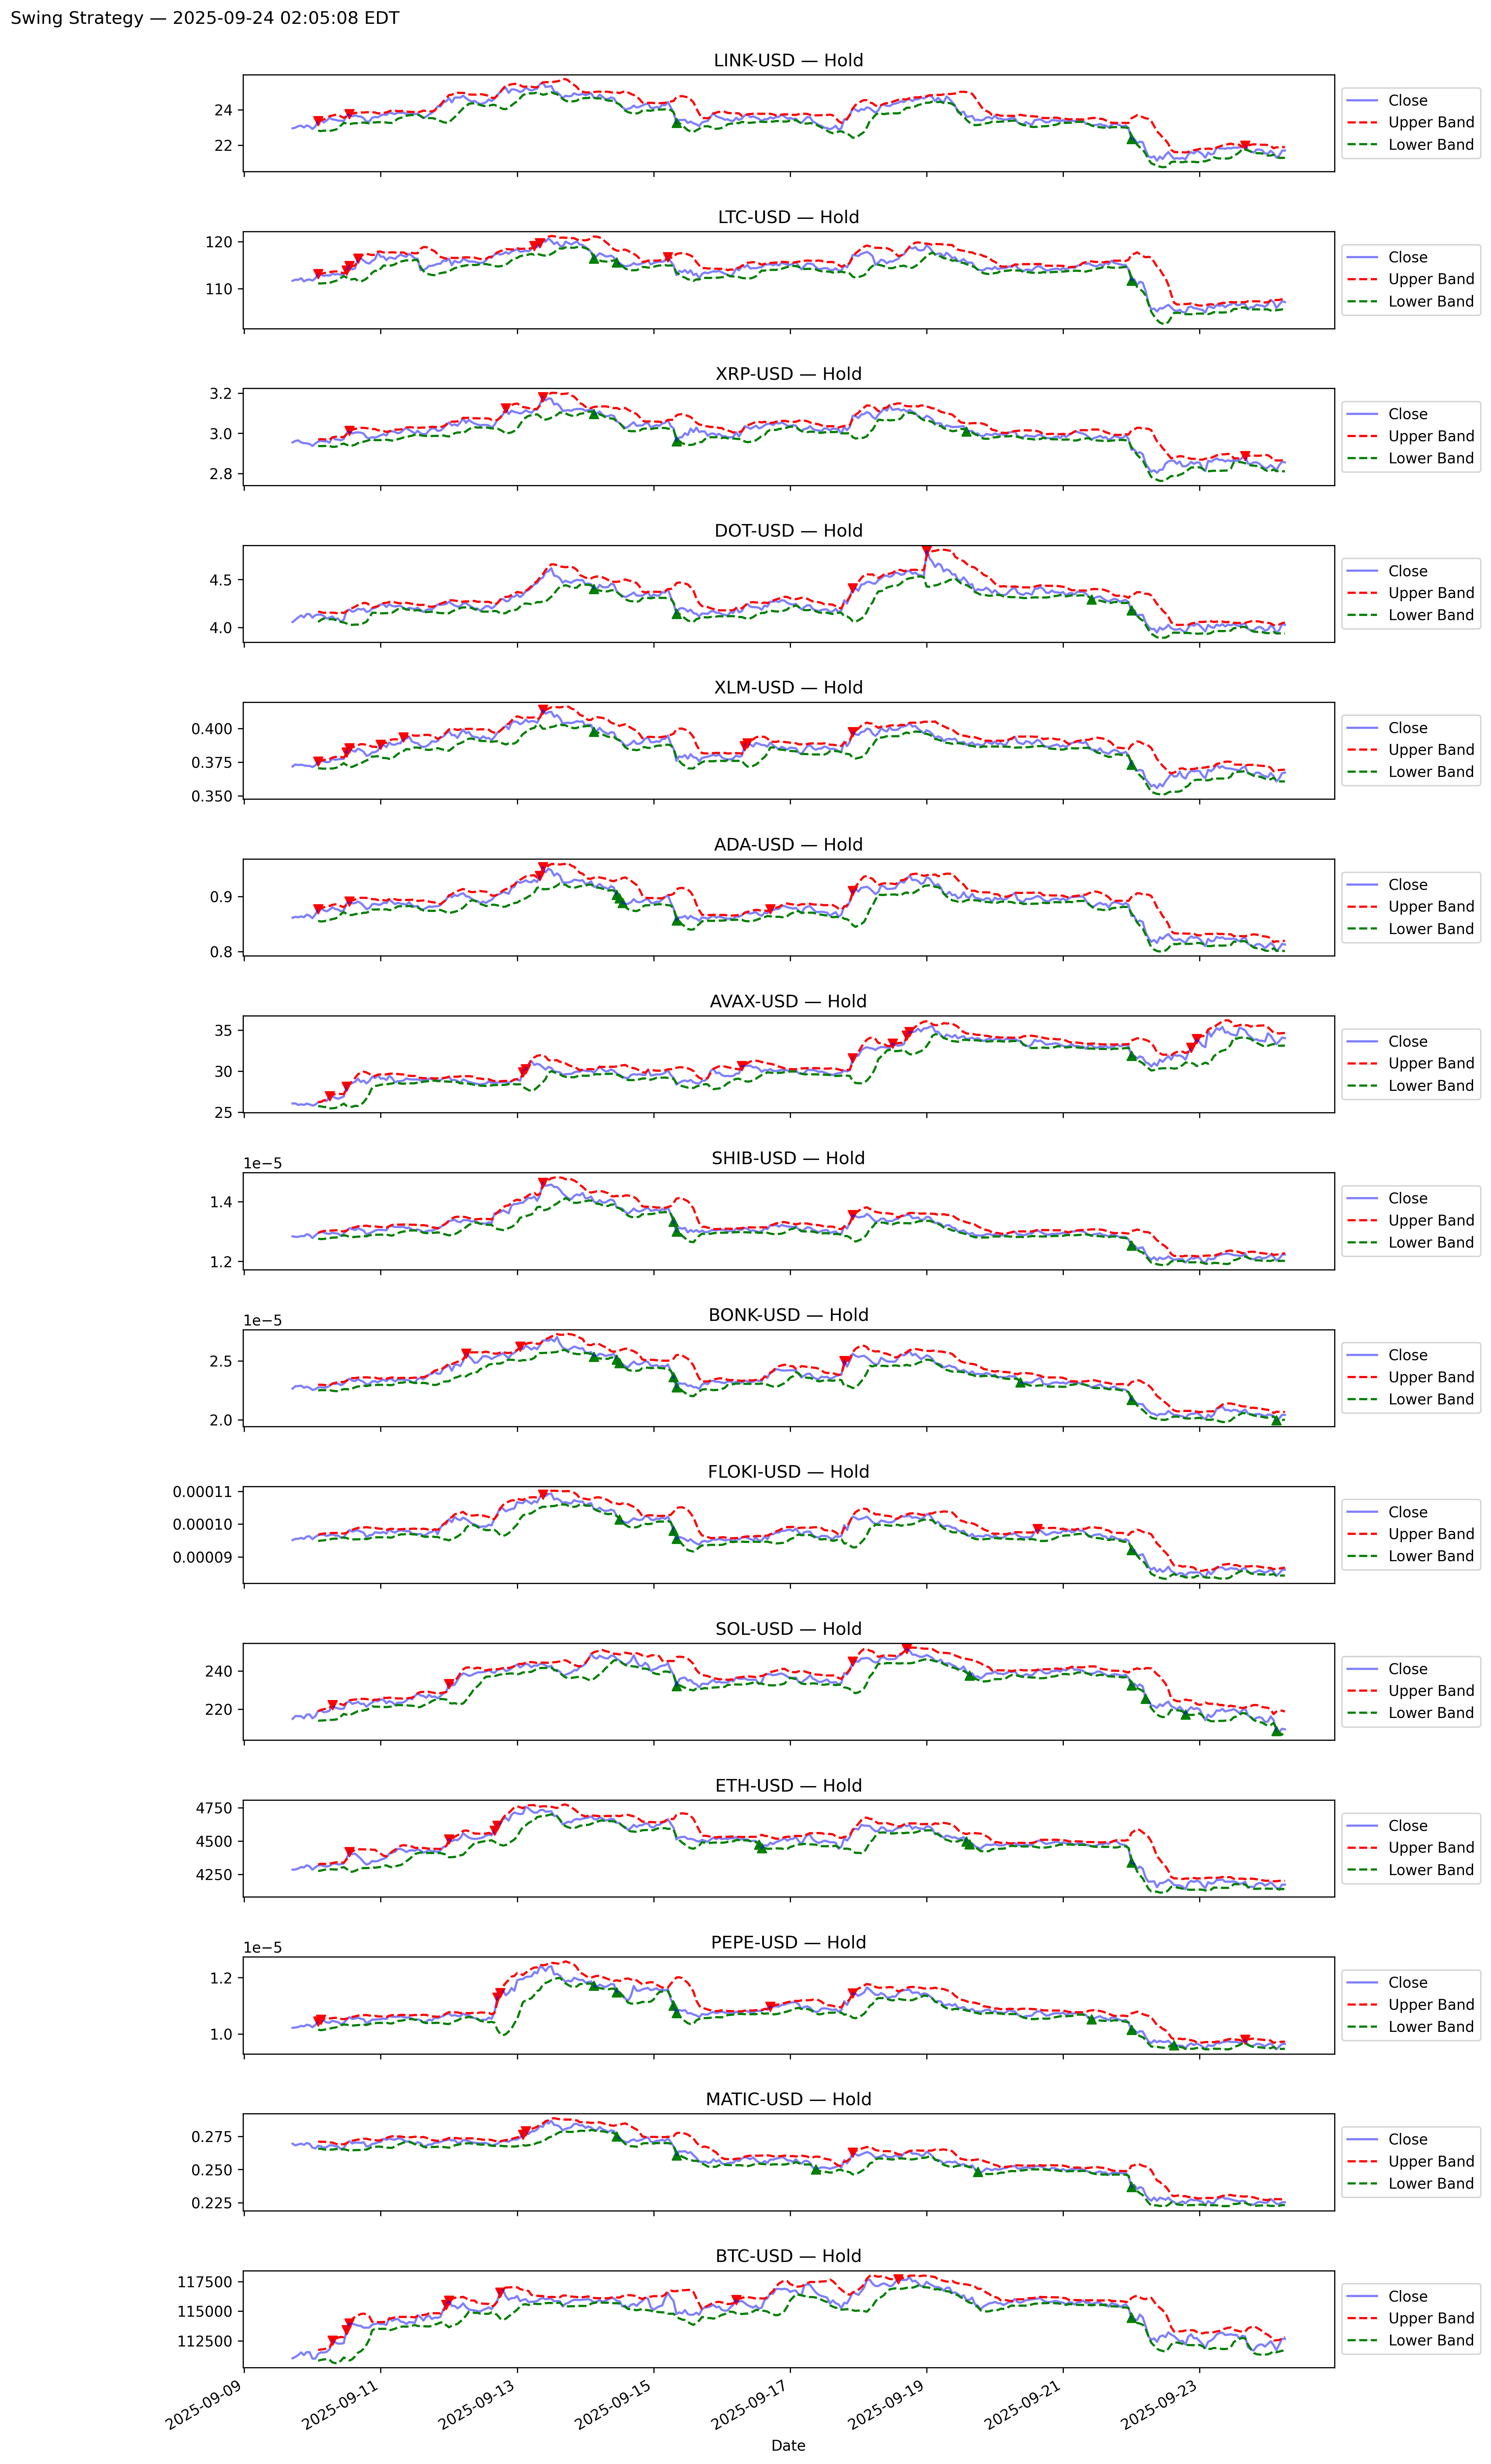 Swing Strategy — 2025-09-24 02:05:08 EDT
LINK-USD — Hold
24
22
Close
Upper Band
Lower Band
LTC-USD — Hold
120
110
Close
Upper Band
Lower Band
XRP-USD — Hold
3.2
3.0
2.8
Close
Upper Band
Lower Band
DOT-USD — Hold
4.5
4.0
Close
Upper Band
Lower Band
XLM-USD — Hold
0.400
0.375
0.350
Close
Upper Band
Lower Band
ADA-USD — Hold
0.9
0.8
Close
Upper Band
Lower Band
AVAX-USD — Hold
35
30
25
Close
Upper Band
Lower Band
SHIB-USD — Hold
1e−5
1.4
1.2
Close
Upper Band
Lower Band
BONK-USD — Hold
1e−5
2.5
2.0
Close
Upper Band
Lower Band
FLOKI-USD — Hold
0.00011
0.00010
0.00009
Close
Upper Band
Lower Band
SOL-USD — Hold
240
220
Close
Upper Band
Lower Band
ETH-USD — Hold
4750
4500
4250
Close
Upper Band
Lower Band
PEPE-USD — Hold
1e−5
1.2
1.0
Close
Upper Band
Lower Band
MATIC-USD — Hold
0.275
0.250
0.225
Close
Upper Band
Lower Band
BTC-USD — Hold
117500
115000
112500
Close
Upper Band
Lower Band
2025-09-09
2025-09-11
2025-09-13
2025-09-15
2025-09-17
2025-09-19
2025-09-21
2025-09-23
Date